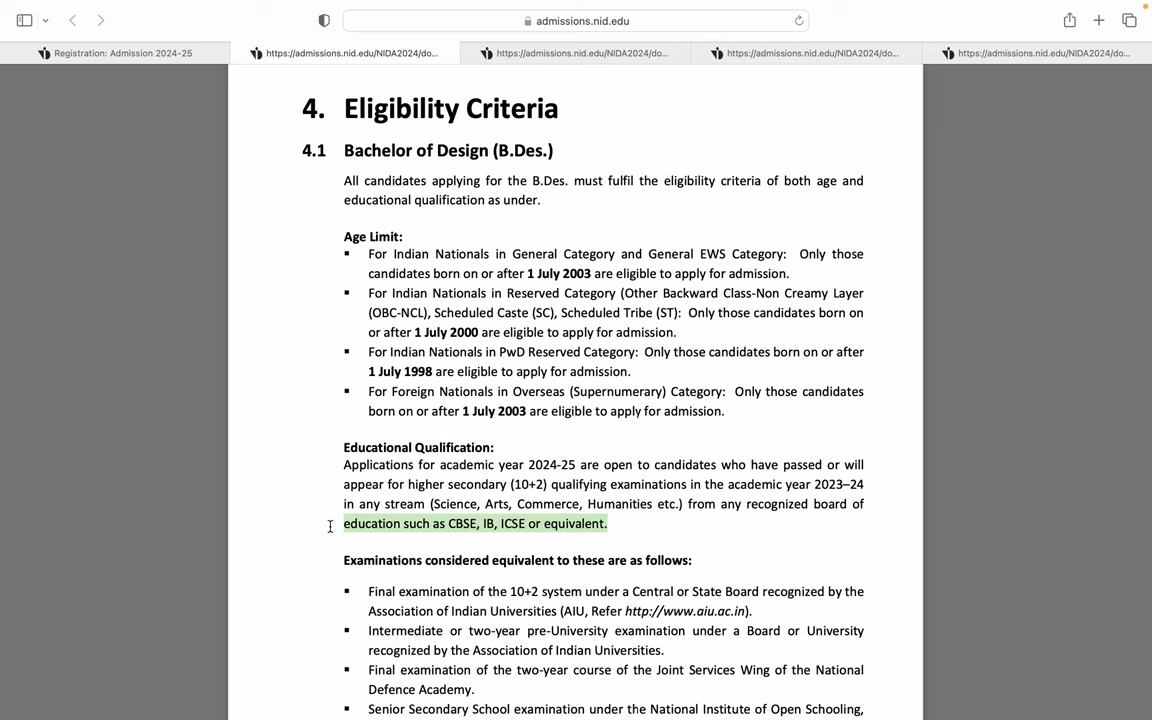 admissions.nid.edu
Registration: Admission 2024-25
https://admissions.nid.edu/NIDA2024/do...
https://admissions.nid.edu/NIDA2024/do...
https://admissions.nid.edu/NIDA2024/do...
https://admissions.nid.edu/NIDA2024/do...
4. Eligibility Criteria
4.1 Bachelor of Design (B.Des.)
All candidates applying for the B.Des. must fulfil the eligibility criteria of both age and
educational qualification as under.
Age Limit:
▪ For Indian Nationals in General Category and General EWS Category: Only those
candidates born on or after 1 July 2003 are eligible to apply for admission.
▪ For Indian Nationals in Reserved Category (Other Backward Class-Non Creamy Layer
(OBC-NCL), Scheduled Caste (SC), Scheduled Tribe (ST): Only those candidates born on
or after 1 July 2000 are eligible to apply for admission.
▪ For Indian Nationals in PwD Reserved Category: Only those candidates born on or after
1 July 1998 are eligible to apply for admission.
▪ For Foreign Nationals in Overseas (Supernumerary) Category: Only those candidates
born on or after 1 July 2003 are eligible to apply for admission.
Educational Qualification:
Applications for academic year 2024-25 are open to candidates who have passed or will
appear for higher secondary (10+2) qualifying examinations in the academic year 2023–24
in any stream (Science, Arts, Commerce, Humanities etc.) from any recognized board of
education such as CBSE, IB, ICSE or equivalent.
Examinations considered equivalent to these are as follows:
▪ Final examination of the 10+2 system under a Central or State Board recognized by the
Association of Indian Universities (AIU, Refer http://www.aiu.ac.in).
▪ Intermediate or two-year pre-University examination under a Board or University
recognized by the Association of Indian Universities.
▪ Final examination of the two-year course of the Joint Services Wing of the National
Defence Academy.
▪ Senior Secondary School examination under the National Institute of Open Schooling,